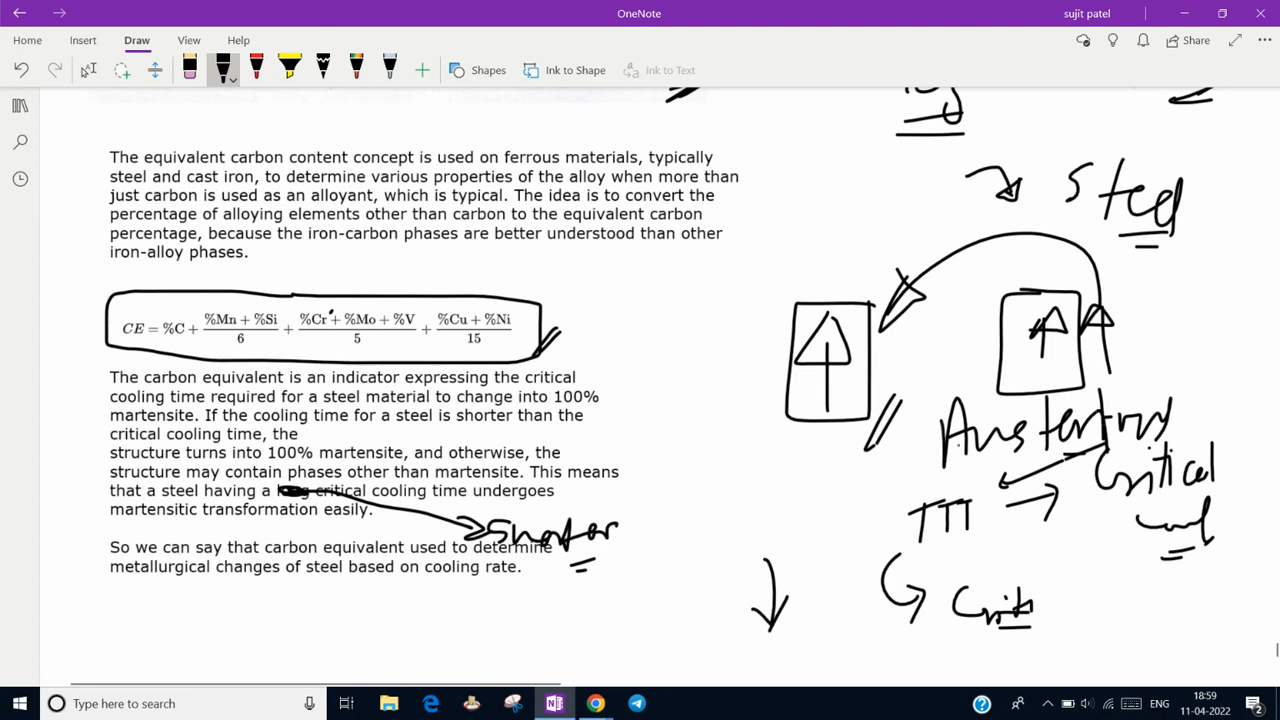 OneNote
sujit patel
Home Insert Draw View Help
Share
Shapes Ink to Shape Ink to Text
The equivalent carbon content concept is used on ferrous materials, typically
steel and cast iron, to determine various properties of the alloy when more than
just carbon is used as an alloyant, which is typical. The idea is to convert the
percentage of alloying elements other than carbon to the equivalent carbon
percentage, because the iron-carbon phases are better understood than other
iron-alloy phases.
CE = %C + (%Mn + %Si)/6 + (%Cr + %Mo + %V)/5 + (%Cu + %Ni)/15
The carbon equivalent is an indicator expressing the critical
cooling time required for a steel material to change into 100%
martensite. If the cooling time for a steel is shorter than the
critical cooling time, the
structure turns into 100% martensite, and otherwise, the
structure may contain phases other than martensite. This means
that a steel having a critical cooling time undergoes
martensitic transformation easily.
Shorter
So we can say that carbon equivalent used to determine
metallurgical changes of steel based on cooling rate.
Steel
Critical
TTT
Crit
Type here to search
ENG
18:59
11-04-2022
2